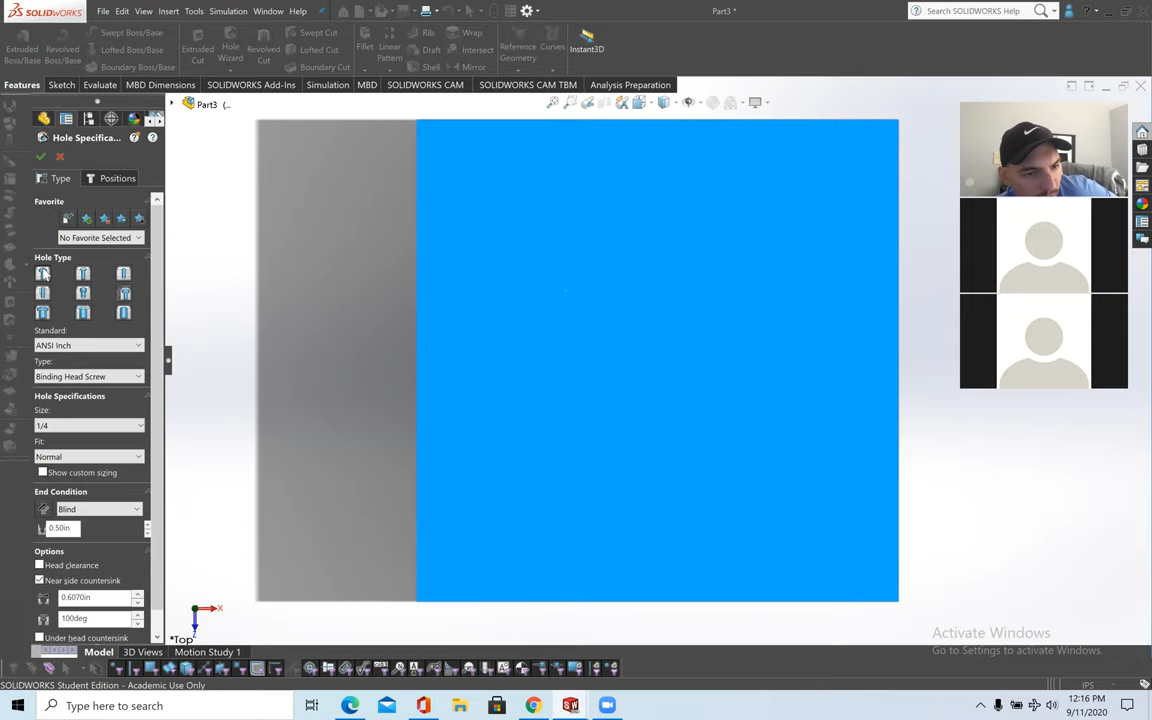 SOLIDWORKS File Edit View Insert Tools Simulation Window Help Part3 * Search SOLIDWORKS Help
Extruded Boss/Base Revolved Boss/Base Swept Boss/Base Lofted Boss/Base Boundary Boss/Base Extruded Cut Hole Wizard Revolved Cut Swept Cut Lofted Cut Boundary Cut Fillet Linear Pattern Rib Draft Shell Wrap Intersect Mirror Reference Geometry Curves Instant3D
Features Sketch Evaluate MBD Dimensions SOLIDWORKS Add-Ins Simulation MBD SOLIDWORKS CAM SOLIDWORKS CAM TBM Analysis Preparation
Part3 (...
Hole Specifica...
Type Positions
Favorite
No Favorite Selected
Hole Type
Standard:
ANSI Inch
Type:
Binding Head Screw
Hole Specifications
Size:
1/4
Fit:
Normal
Show custom sizing
End Condition
Blind
0.50in
Options
Head clearance
Near side countersink
0.6070in
100deg
Under head countersink
X
Z
*Top
Activate Windows
Go to Settings to activate Windows.
Model 3D Views Motion Study 1
SOLIDWORKS Student Edition - Academic Use Only IPS
Type here to search
12:16 PM
9/11/2020